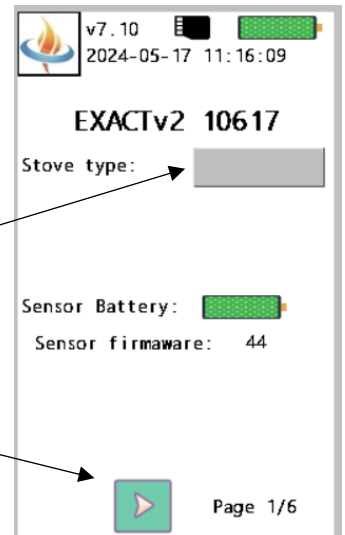 v7.10
2024-05-17 11:16:09
EXACTv2 10617
Stove type:
Sensor Battery:
Sensor firmaware: 44
Page 1/6